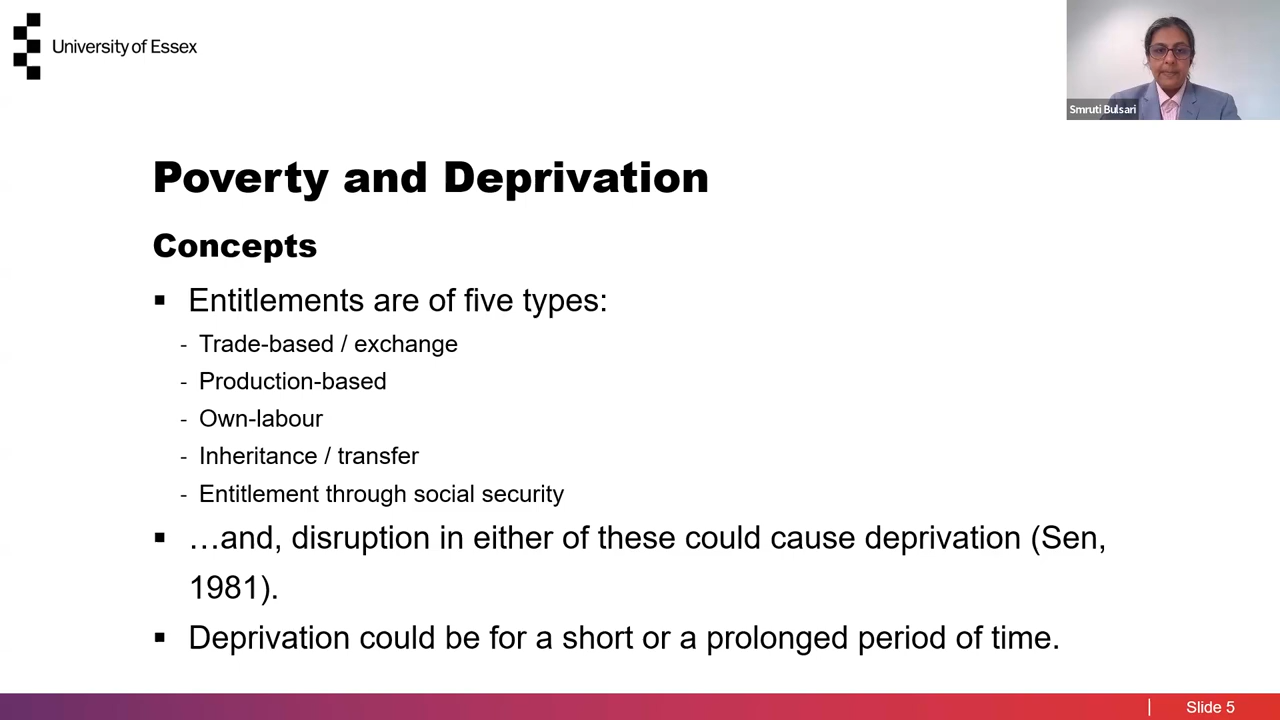 University of Essex
Smruti Bulsari
Poverty and Deprivation
Concepts
▪ Entitlements are of five types:
- Trade-based / exchange
- Production-based
- Own-labour
- Inheritance / transfer
- Entitlement through social security
▪ …and, disruption in either of these could cause deprivation (Sen,
1981).
▪ Deprivation could be for a short or a prolonged period of time.
| Slide 5